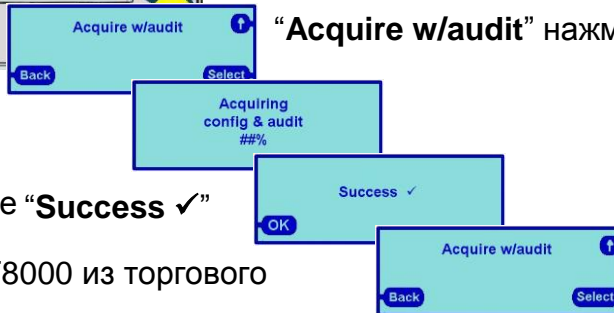 Acquire w/audit
Back Select
“Acquire w/audit”
Acquiring
config & audit
##%
Success ✓
OK
“Success ✓”
8000 из торгового
Acquire w/audit
Back Select